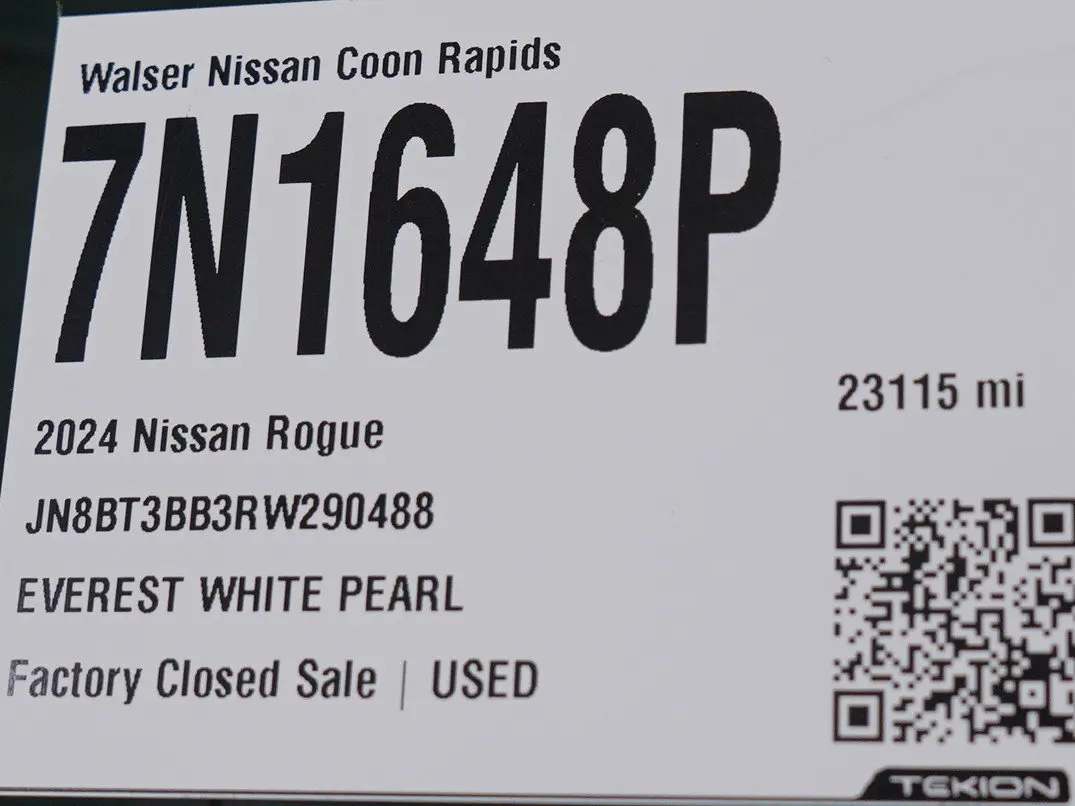 Walser Nissan Coon Rapids
7N1648P
23115 mi
2024 Nissan Rogue
JN8BT3BB3RW290488
EVEREST WHITE PEARL
Factory Closed Sale | USED
TEKION